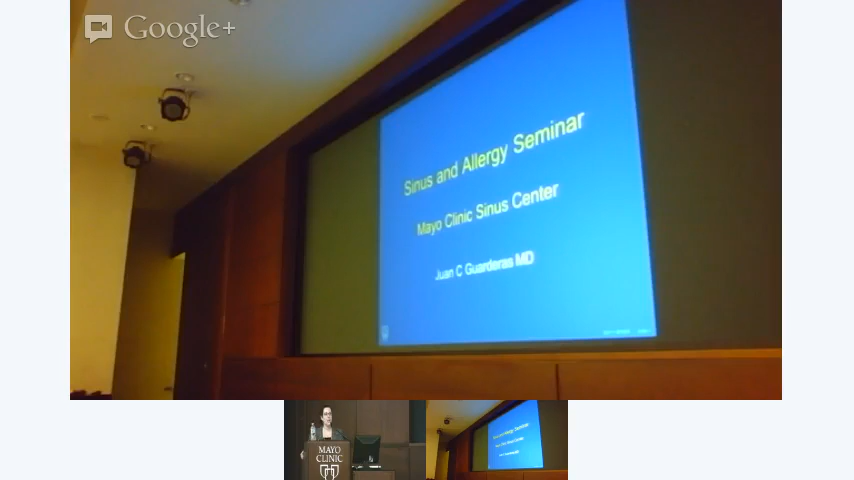 Google+
Sinus and Allergy Seminar
Mayo Clinic Sinus Center
Juan C Guarderas MD
MAYO
CLINIC